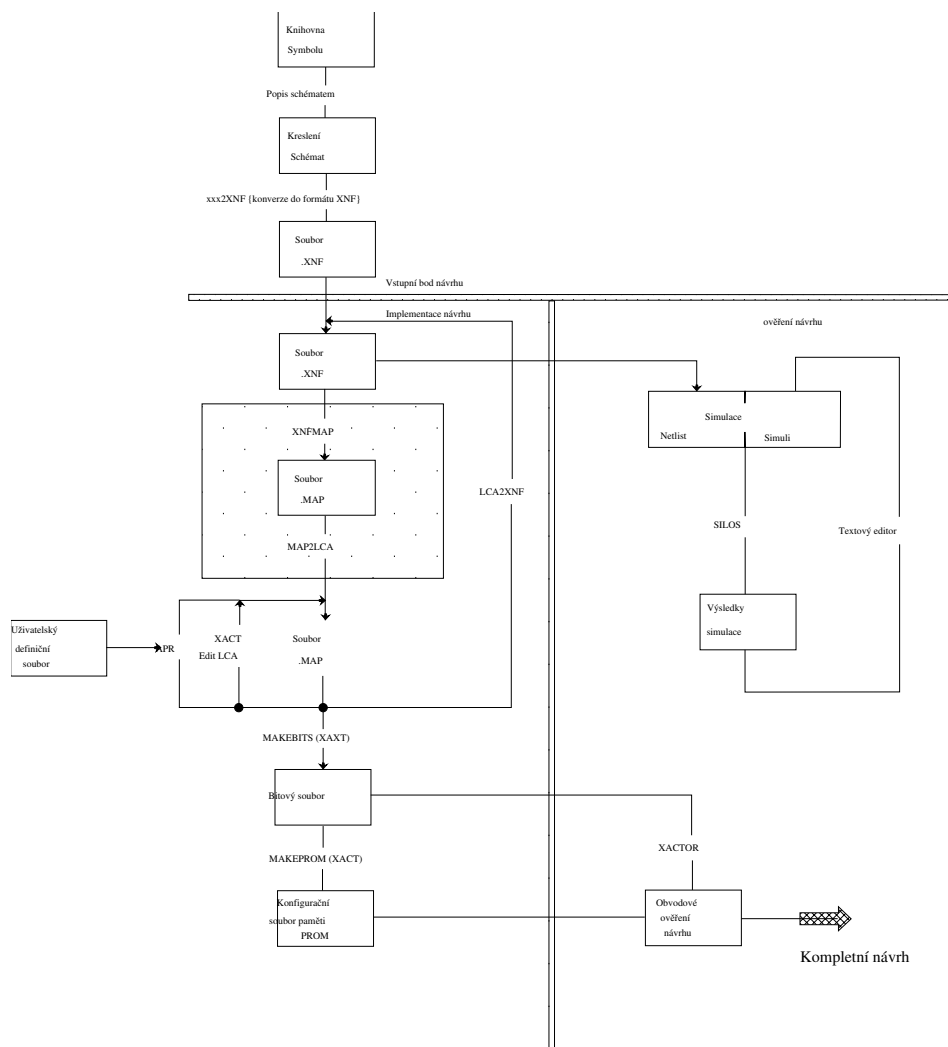 Knihovna
Symbolu
Popis schématem
Kreslení
Schémat
xxx2XNF {konverze do formátu XNF}
Soubor
.XNF
Vstupní bod návrhu
Implementace návrhu
ověření návrhu
Soubor
.XNF
Simulace
Netlist
Simuli
XNFMAP
Soubor
.MAP
LCA2XNF
MAP2LCA
SILOS
Textový editor
Uživatelský
definiční
soubor
APR
XACT
Edit LCA
Soubor
.MAP
Výsledky
simulace
MAKEBITS (XAXT)
Bitový soubor
MAKEPROM (XACT)
XACTOR
Konfigurační
soubor paměti
PROM
Obvodové
ověření
návrhu
Kompletní návrh